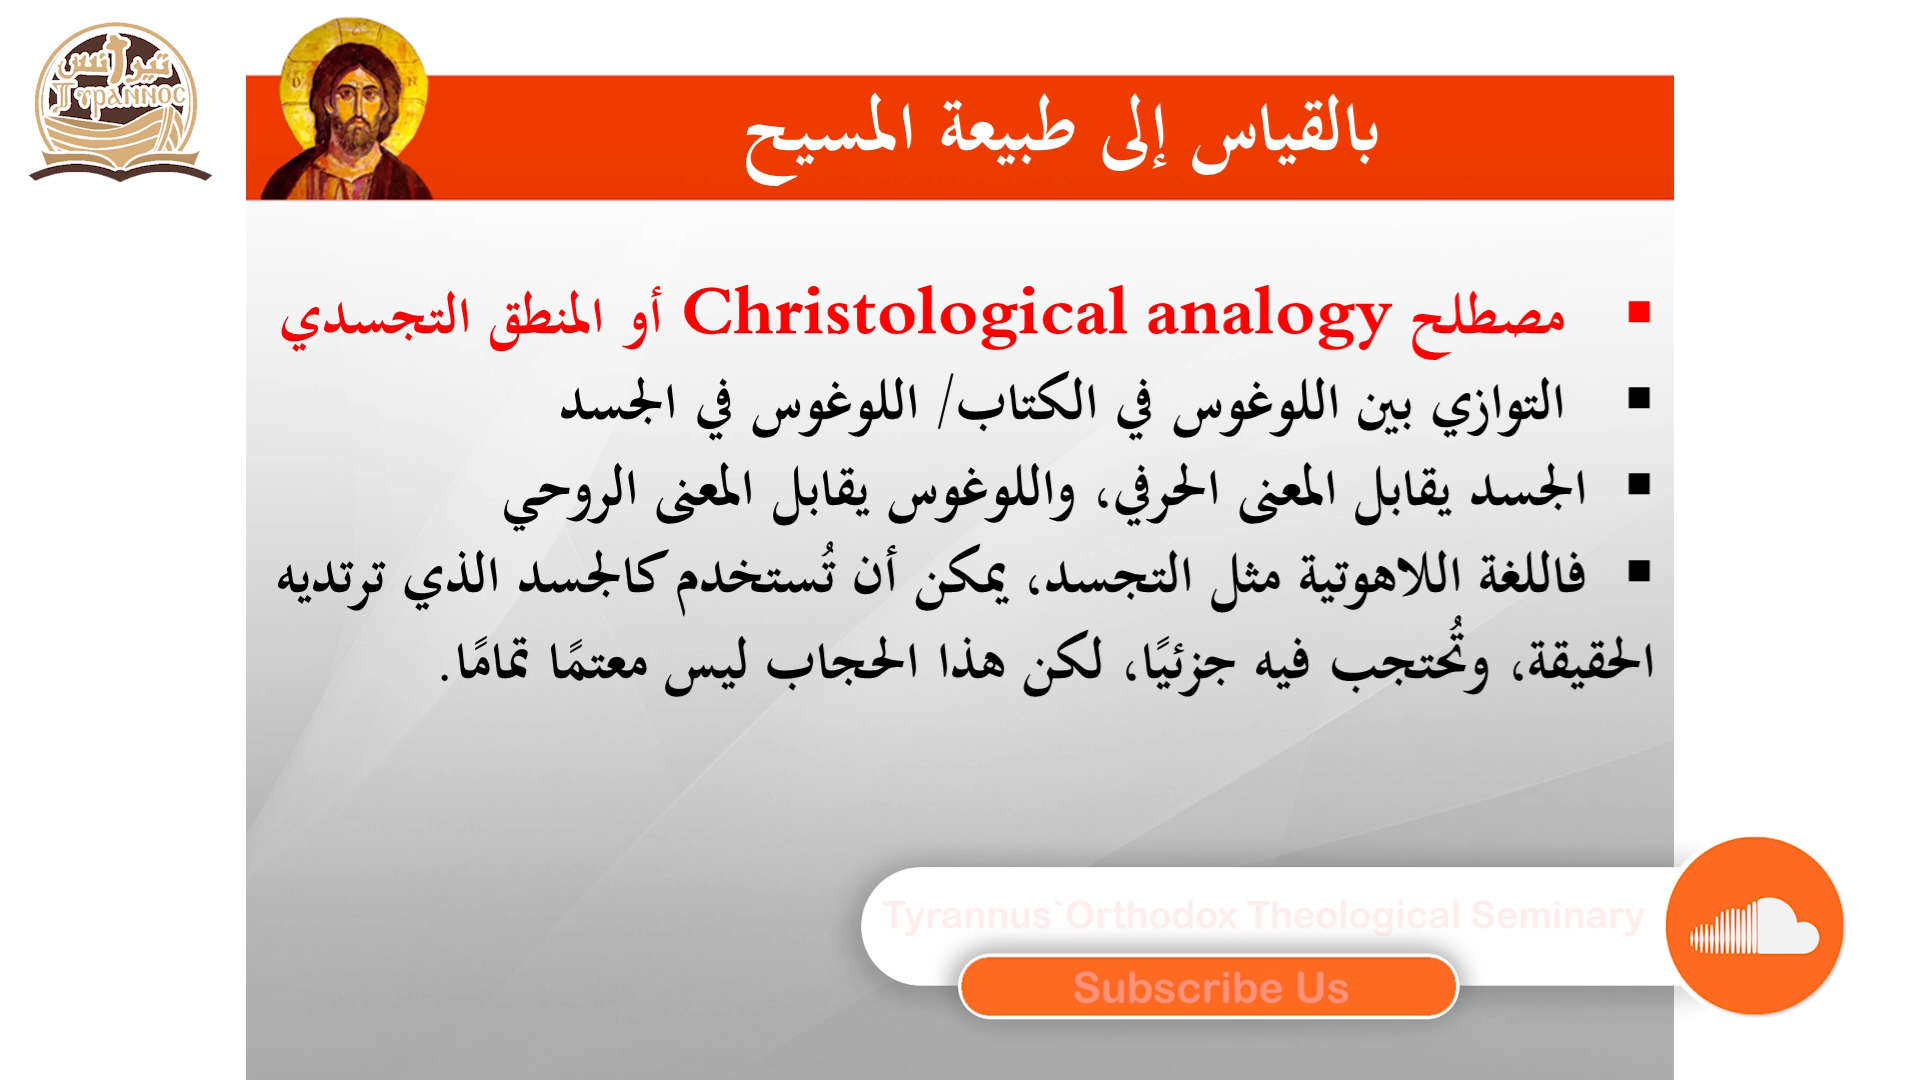 تيرانس
Τυραννος
بالقياس إلى طبيعة المسيح
▪ مصطلح Christological analogy أو المنطق التجسدي
▪ التوازي بين اللوغوس في الكتاب/ اللوغوس في الجسد
▪ الجسد يقابل المعنى الحرفي، واللوغوس يقابل المعنى الروحي
▪ فاللغة اللاهوتية مثل التجسد، يمكن أن تُستخدم كالجسد الذي ترتديه
الحقيقة، وتُحتجب فيه جزئيًا، لكن هذا الحجاب ليس معتمًا تمامًا.
Tyrannus`Orthodox Theological Seminary
Subscribe Us